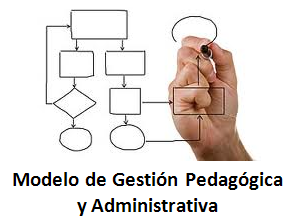 Modelo de Gestión Pedagógica
y Administrativa